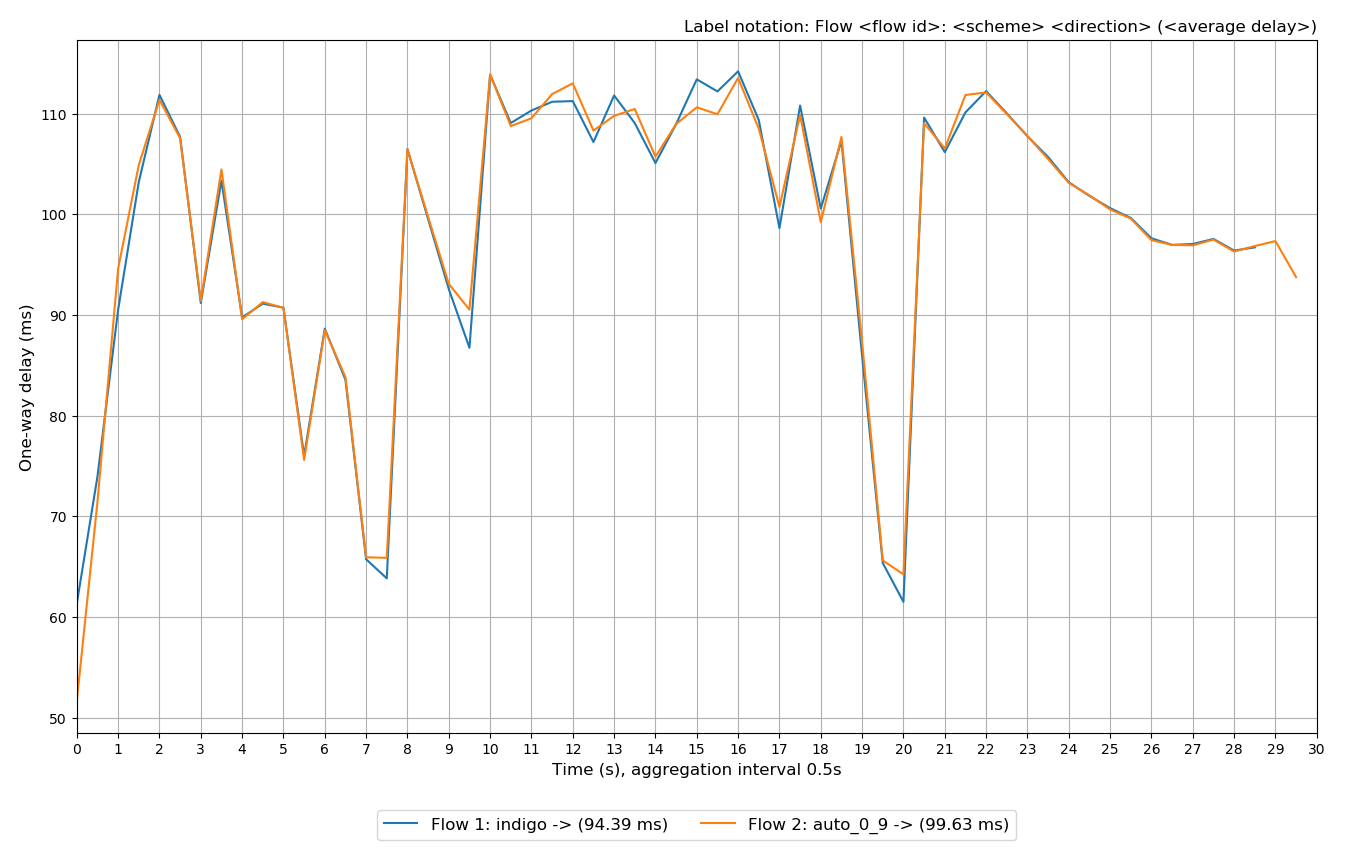 Label notation: Flow <flow id>: <scheme> <direction> (<average delay>)
110
100
90
80
70
60
50
One-way delay (ms)
0 1 2 3 4 5 6 7 8 9 10 11 12 13 14 15 16 17 18 19 20 21 22 23 24 25 26 27 28 29 30
Time (s), aggregation interval 0.5s
Flow 1: indigo -> (94.39 ms) Flow 2: auto_0_9 -> (99.63 ms)